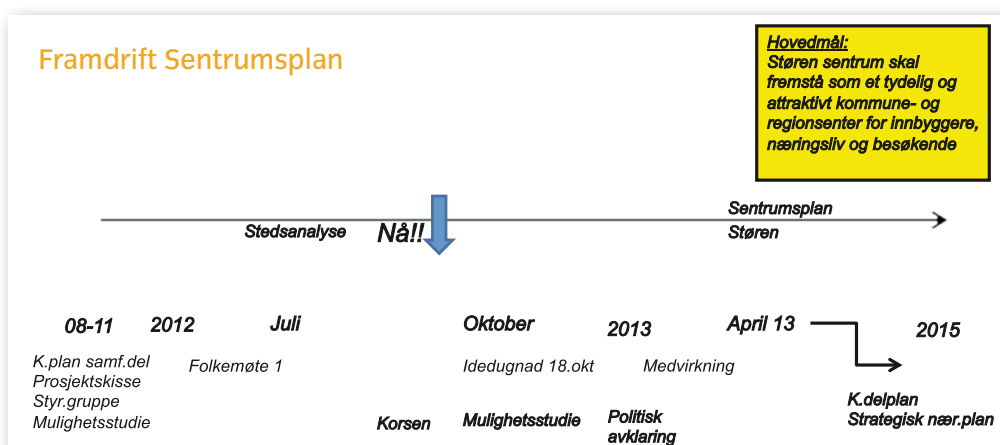 Framdrift Sentrumsplan
Hovedmål:
Støren sentrum skal
fremstå som et tydelig og
attraktivt kommune- og
regionsenter for innbyggere,
næringsliv og besøkende
Stedsanalyse
Nå!!
Sentrumsplan
Støren
08-11
2012
Juli
Oktober
2013
April 13
2015
K.plan samf.del
Prosjektskisse
Styr.gruppe
Mulighetsstudie
Folkemøte 1
Idedugnad 18.okt
Medvirkning
Korsen
Mulighetsstudie
Politisk
avklaring
K.delplan
Strategisk nær.plan